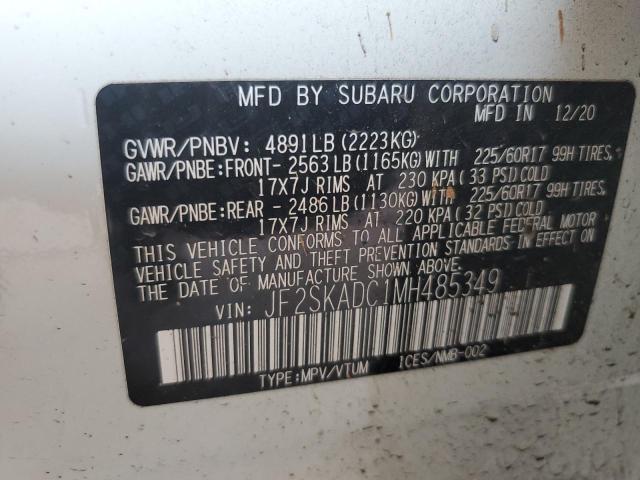 MFD BY SUBARU CORPORATION
MFD IN 12/20
GVWR/PNBV: 4891LB (2223KG)
GAWR/PNBE:FRONT- 2563LB (1165KG) WITH 225/60R17 99H TIRES,
17X7J RIMS AT 230 KPA( 33 PSI) COLD
GAWR/PNBE:REAR - 2486LB (1130KG) WITH 225/60R17 99H TIRES,
17X7J RIMS AT 220 KPA( 32 PSI) COLD
THIS VEHICLE CONFORMS TO ALL APPLICABLE FEDERAL MOTOR
VEHICLE SAFETY AND THEFT PREVENTION STANDARDS IN EFFECT ON
THE DATE OF MANUFACTURE SHOWN ABOVE.
VIN: JF2SKADC1MH485349
TYPE:MPV/VTUM ICES/NMB-002